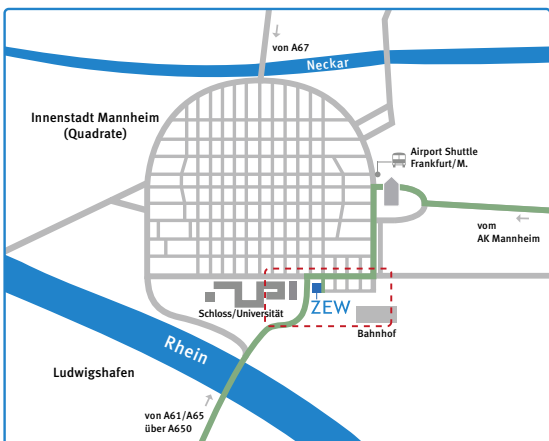 von A67
Neckar
Innenstadt Mannheim
(Quadrate)
Airport Shuttle
Frankfurt/M.
vom
AK Mannheim
ZEW
Schloss/Universität
Bahnhof
Rhein
Ludwigshafen
von A61/A65
über A650